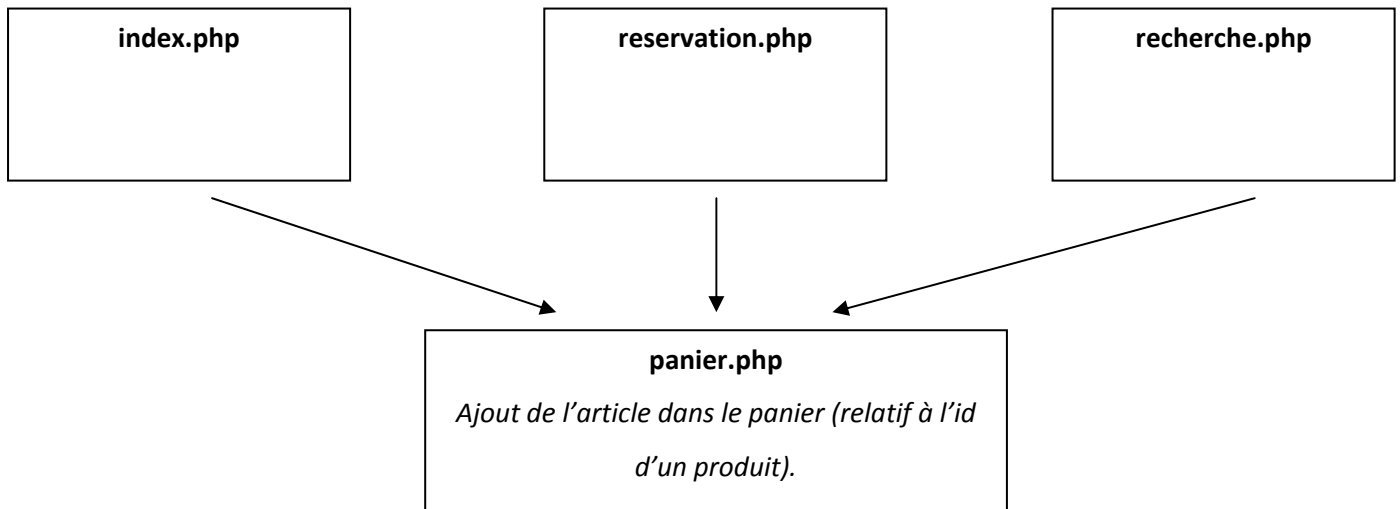 index.php
reservation.php
recherche.php
panier.php
Ajout de l’article dans le panier (relatif à l’id
d’un produit).